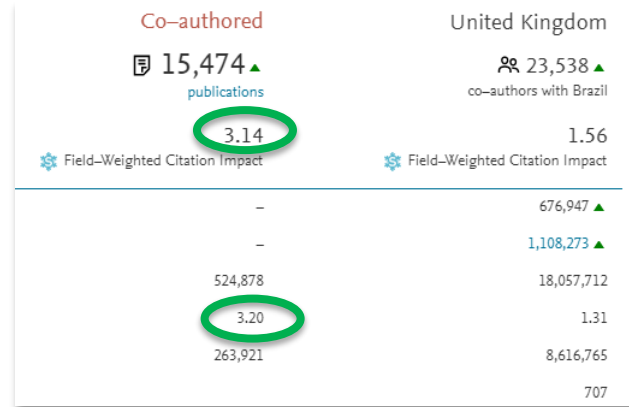 Co–authored United Kingdom
15,474 23,538
publications co–authors with Brazil
3.14 1.56
Field–Weighted Citation Impact Field–Weighted Citation Impact
– 676,947
– 1,108,273
524,878 18,057,712
3.20 1.31
263,921 8,616,765
707